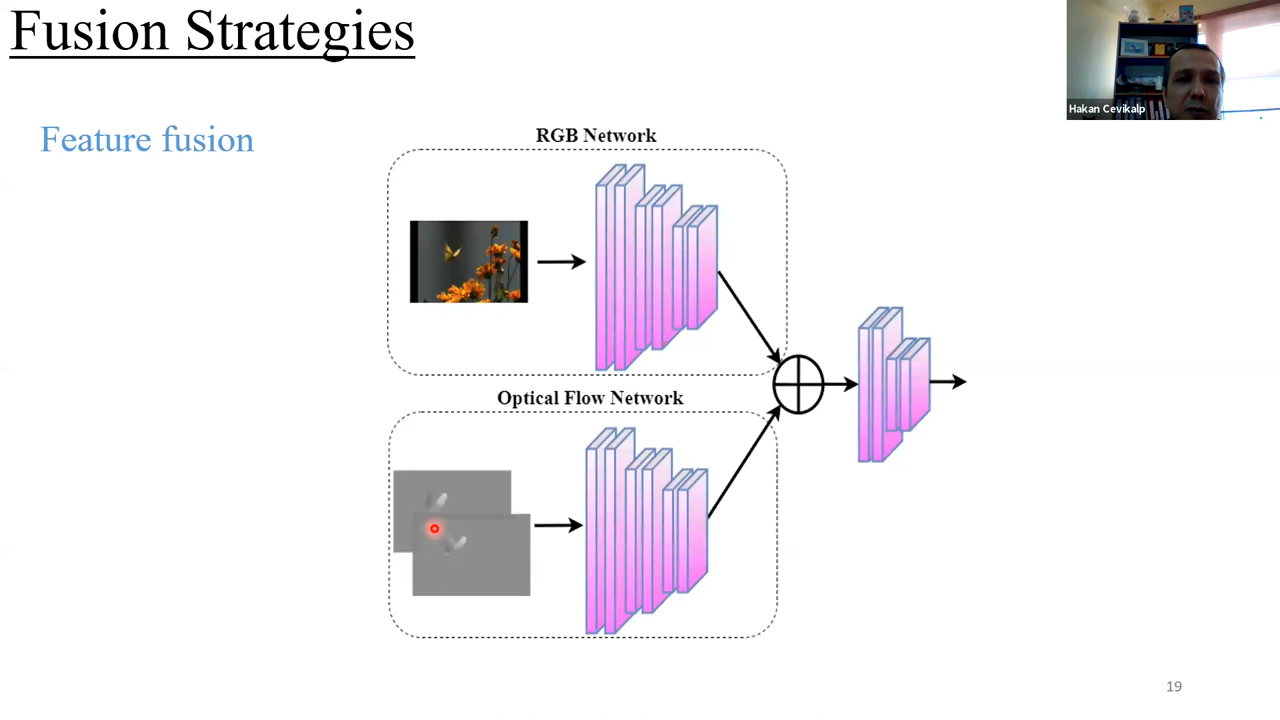 Fusion Strategies
Hakan Cevikalp
Feature fusion
RGB Network
Optical Flow Network
19